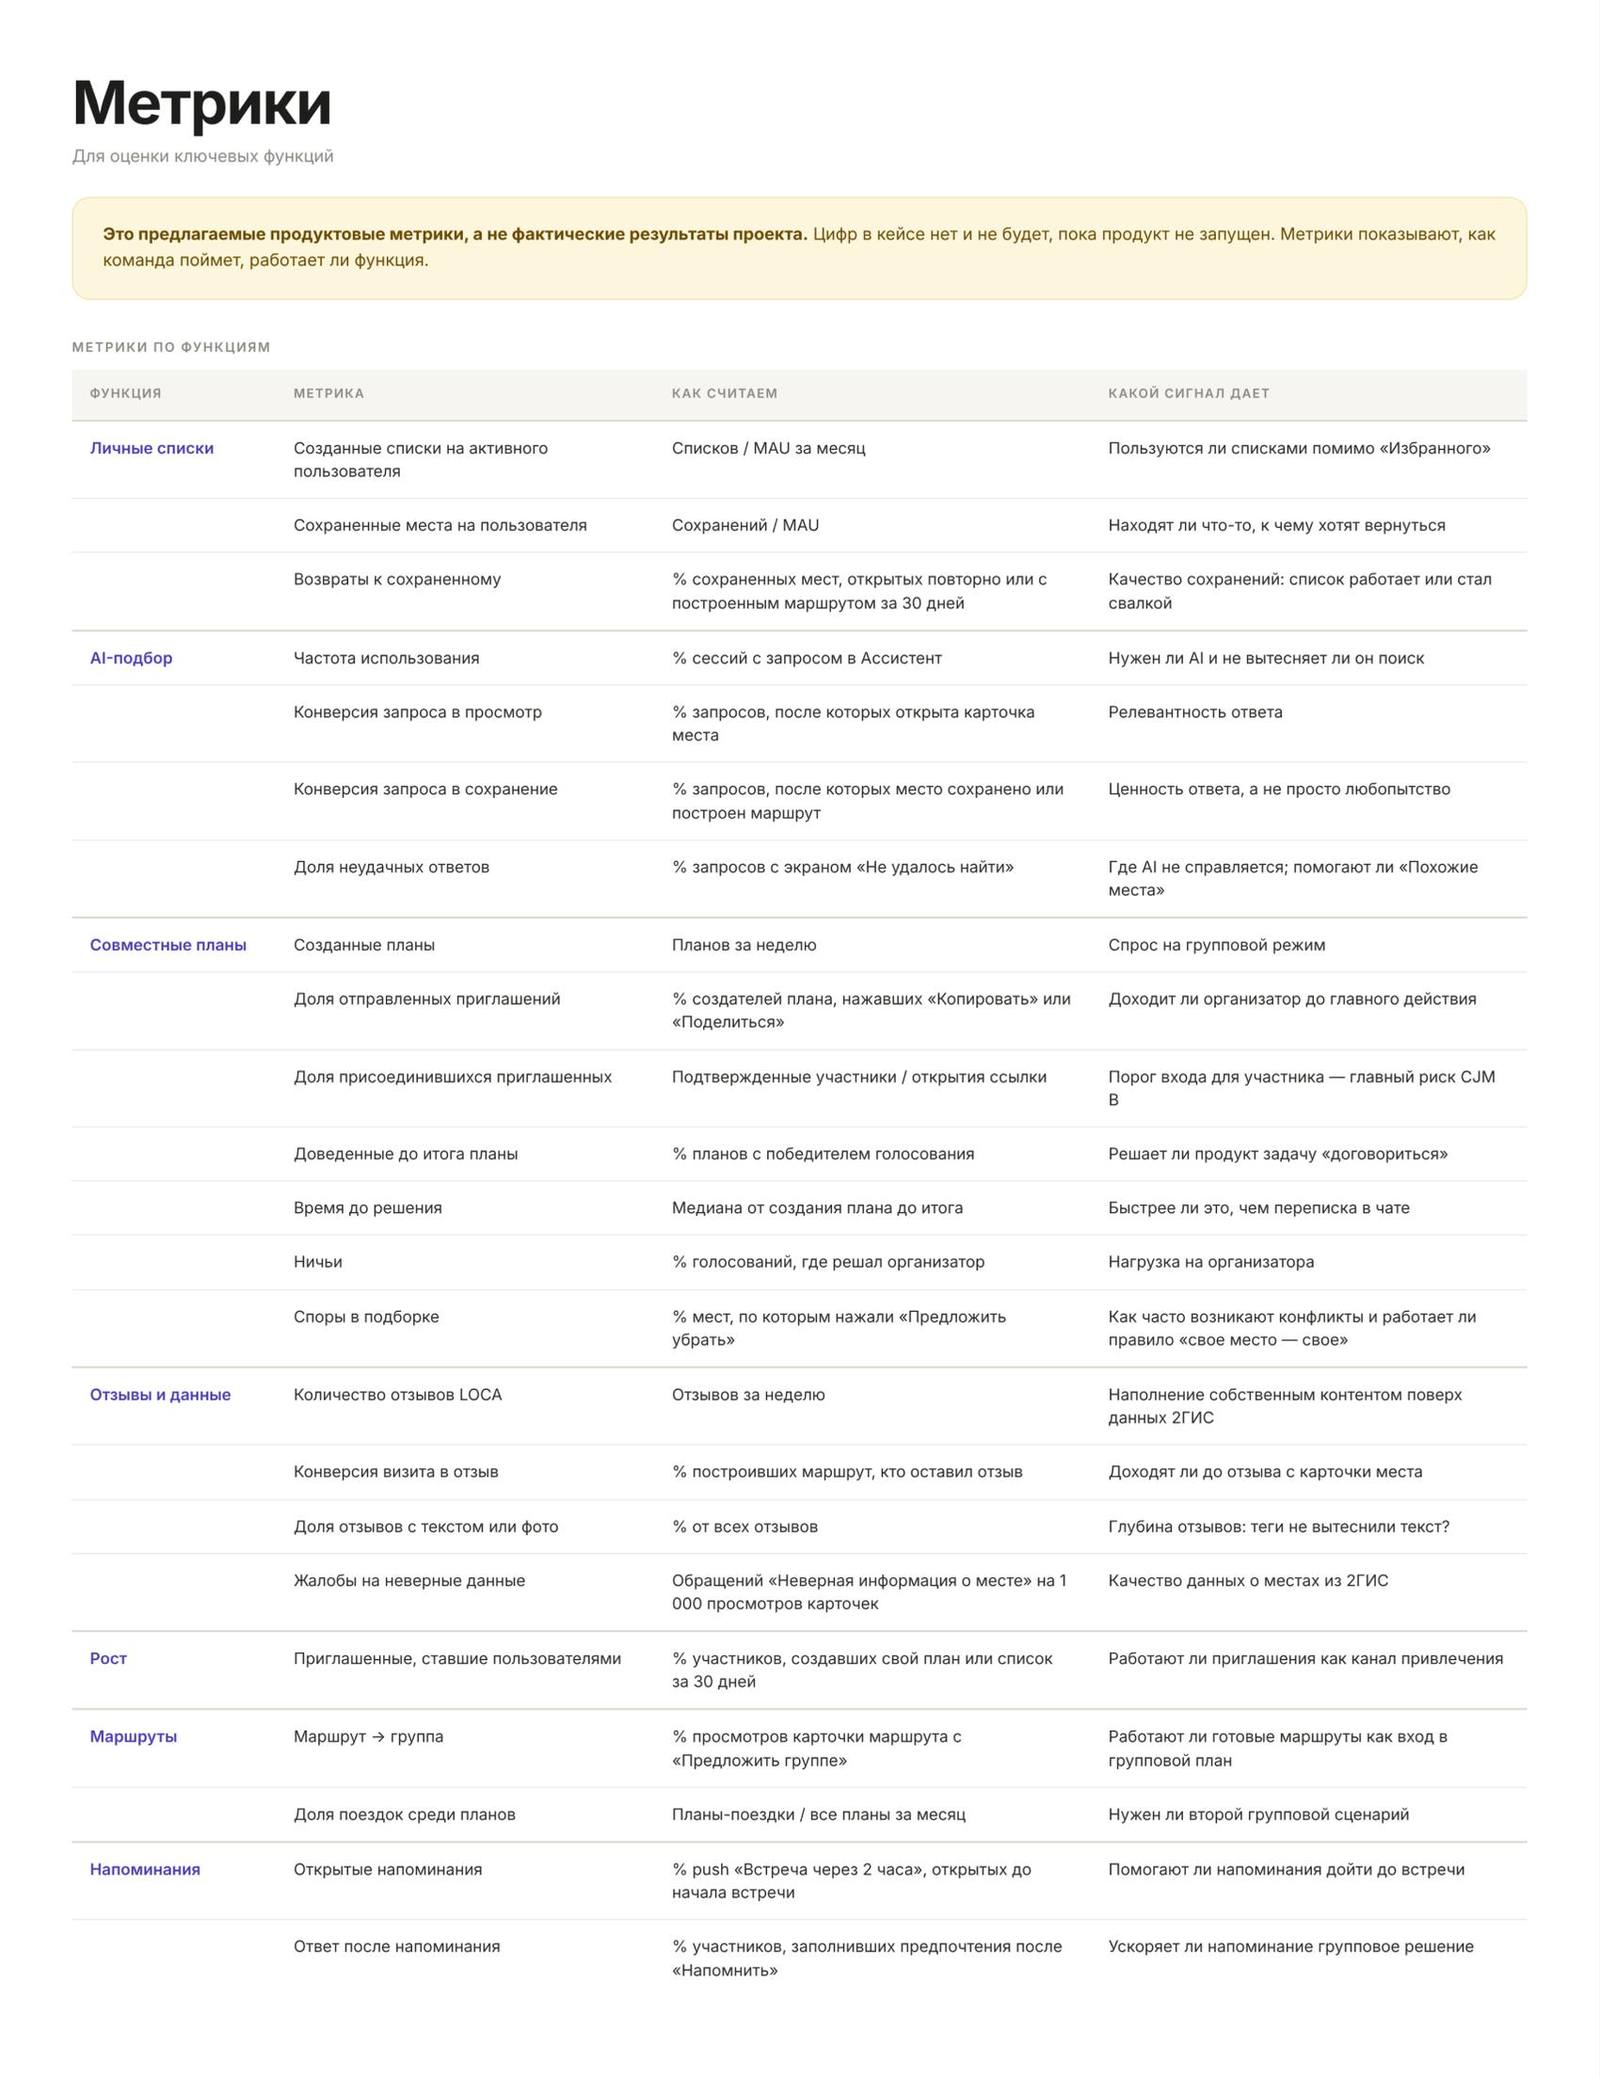 Метрики
Для оценки ключевых функций
Это предлагаемые продуктовые метрики, а не фактические результаты проекта. Цифр в кейсе нет и не будет, пока продукт не запущен. Метрики показывают, как
команда поймет, работает ли функция.
МЕТРИКИ ПО ФУНКЦИЯМ
ФУНКЦИЯ МЕТРИКА КАК СЧИТАЕМ КАКОЙ СИГНАЛ ДАЕТ
Личные списки Созданные списки на активного Списков / MAU за месяц Пользуются ли списками помимо «Избранного»
пользователя
Сохраненные места на пользователя Сохранений / MAU Находят ли что-то, к чему хотят вернуться
Возвраты к сохраненному % сохраненных мест, открытых повторно или с Качество сохранений: список работает или стал
построенным маршрутом за 30 дней свалкой
AI-подбор Частота использования % сессий с запросом в Ассистент Нужен ли AI и не вытесняет ли он поиск
Конверсия запроса в просмотр % запросов, после которых открыта карточка Релевантность ответа
места
Конверсия запроса в сохранение % запросов, после которых место сохранено или Ценность ответа, а не просто любопытство
построен маршрут
Доля неудачных ответов % запросов с экраном «Не удалось найти» Где AI не справляется; помогают ли «Похожие
места»
Совместные планы Созданные планы Планов за неделю Спрос на групповой режим
Доля отправленных приглашений % создателей плана, нажавших «Копировать» или Доходит ли организатор до главного действия
«Поделиться»
Доля присоединившихся приглашенных Подтвержденные участники / открытия ссылки Порог входа для участника — главный риск CJM
B
Доведенные до итога планы % планов с победителем голосования Решает ли продукт задачу «договориться»
Время до решения Медиана от создания плана до итога Быстрее ли это, чем переписка в чате
Ничьи % голосований, где решал организатор Нагрузка на организатора
Споры в подборке % мест, по которым нажали «Предложить Как часто возникают конфликты и работает ли
убрать» правило «свое место — свое»
Отзывы и данные Количество отзывов LOCA Отзывов за неделю Наполнение собственным контентом поверх
данных 2ГИС
Конверсия визита в отзыв % построивших маршрут, кто оставил отзыв Доходят ли до отзыва с карточки места
Доля отзывов с текстом или фото % от всех отзывов Глубина отзывов: теги не вытеснили текст?
Жалобы на неверные данные Обращений «Неверная информация о месте» на 1 Качество данных о местах из 2ГИС
000 просмотров карточек
Рост Приглашенные, ставшие пользователями % участников, создавших свой план или список Работают ли приглашения как канал привлечения
за 30 дней
Маршруты Маршрут → группа % просмотров карточки маршрута с Работают ли готовые маршруты как вход в
«Предложить группе» групповой план
Доля поездок среди планов Планы-поездки / все планы за месяц Нужен ли второй групповой сценарий
Напоминания Открытые напоминания % push «Встреча через 2 часа», открытых до Помогают ли напоминания дойти до встречи
начала встречи
Ответ после напоминания % участников, заполнивших предпочтения после Ускоряет ли напоминание групповое решение
«Напомнить»